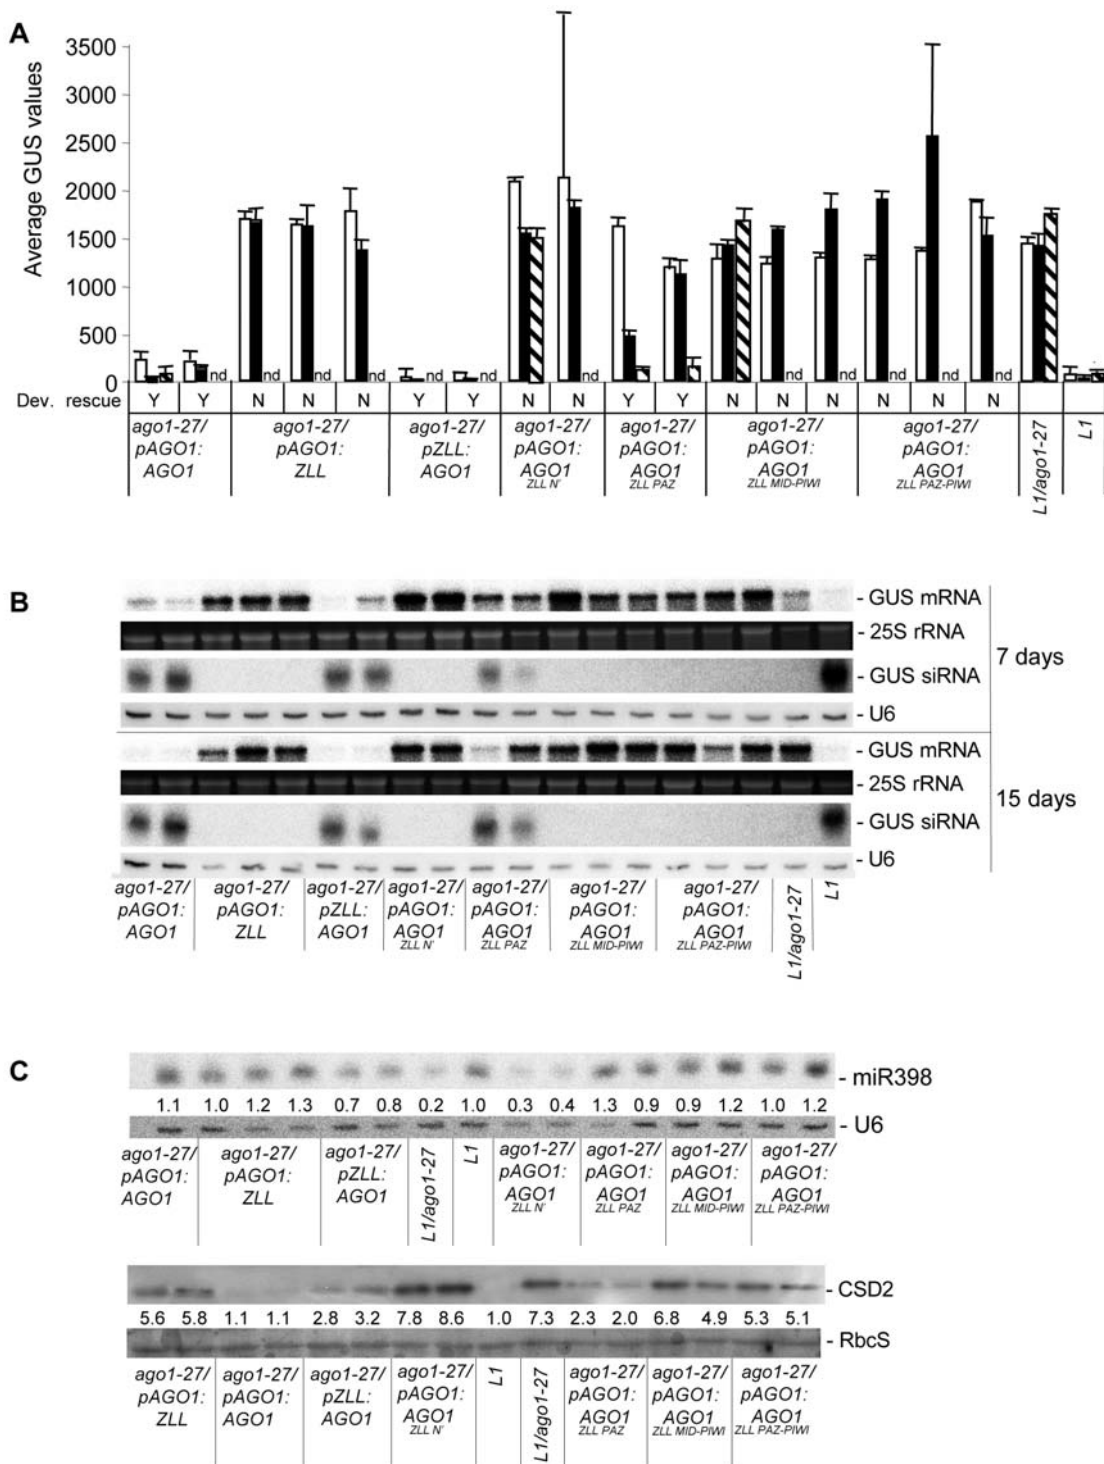 A
Average GUS values
3500
3000
2500
2000
1500
1000
500
0
nd nd nd nd nd nd nd nd nd nd nd nd
Dev. rescue Y Y N N N Y Y N N Y Y N N N N N N
ago1-27/ pAGO1: AGO1
ago1-27/ pAGO1: ZLL
ago1-27/ pZLL: AGO1
ago1-27/ pAGO1: AGO1 ZLL N'
ago1-27/ pAGO1: AGO1 ZLL PAZ
ago1-27/ pAGO1: AGO1 ZLL MID-PIWI
ago1-27/ pAGO1: AGO1 ZLL PAZ-PIWI
L1/ago1-27
L1
B
- GUS mRNA
- 25S rRNA
- GUS siRNA
- U6
7 days
- GUS mRNA
- 25S rRNA
- GUS siRNA
- U6
15 days
ago1-27/ pAGO1: AGO1
ago1-27/ pAGO1: ZLL
ago1-27/ pZLL: AGO1
ago1-27/ pAGO1: AGO1 ZLL N'
ago1-27/ pAGO1: AGO1 ZLL PAZ
ago1-27/ pAGO1: AGO1 ZLL MID-PIWI
ago1-27/ pAGO1: AGO1 ZLL PAZ-PIWI
L1/ago1-27
L1
C
- miR398
1.1 1.0 1.2 1.3 0.7 0.8 0.2 1.0 0.3 0.4 1.3 0.9 0.9 1.2 1.0 1.2
- U6
ago1-27/ pAGO1: AGO1
ago1-27/ pAGO1: ZLL
ago1-27/ pZLL: AGO1
L1/ago1-27
L1
ago1-27/ pAGO1: AGO1 ZLL N'
ago1-27/ pAGO1: AGO1 ZLL PAZ
ago1-27/ pAGO1: AGO1 ZLL MID-PIWI
ago1-27/ pAGO1: AGO1 ZLL PAZ-PIWI
- CSD2
5.6 5.8 1.1 1.1 2.8 3.2 7.8 8.6 1.0 7.3 2.3 2.0 6.8 4.9 5.3 5.1
- RbcS
ago1-27/ pAGO1: ZLL
ago1-27/ pAGO1: AGO1
ago1-27/ pZLL: AGO1
ago1-27/ pAGO1: AGO1 ZLL N'
L1
L1/ago1-27
ago1-27/ pAGO1: AGO1 ZLL PAZ
ago1-27/ pAGO1: AGO1 ZLL MID-PIWI
ago1-27/ pAGO1: AGO1 ZLL PAZ-PIWI